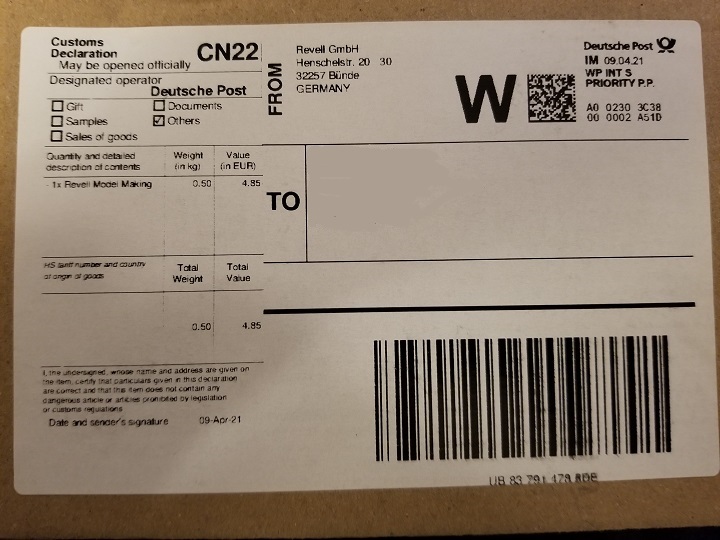 Customs
Declaration
May be opened officially
CN22
Designated operator
Deutsche Post
Gift
Documents
Samples
Others
Sales of goods
Quantity and detailed
description of contents
Weight
(in kg)
Value
(in EUR)
- 1x Revell Model Making
0.50
4.85
HS tariff number and country
of origin of goods
Total
Weight
Total
Value
0.50
4.85
I, the undersigned, whose name and address are given on
the item, certify that particulars given in this declaration
are correct and that this item does not contain any
dangerous article or articles prohibited by legislation
or customs regulations
Date and sender's signature
09-Apr-21
FROM
Revell GmbH
Henschelstr. 20 30
32257 Bünde
GERMANY
W
Deutsche Post
IM 09.04.21
WP INT S
PRIORITY P.P.
A0 0230 3C38
00 0002 A51D
TO
83 791 478